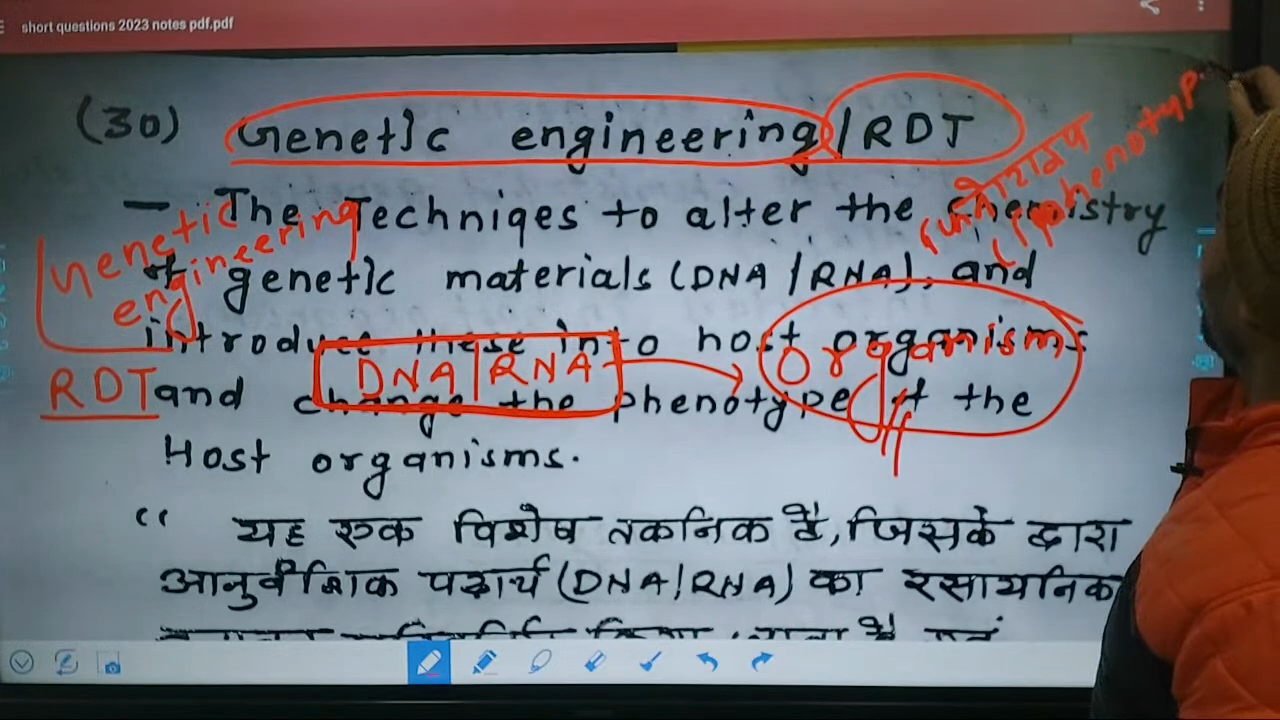 short questions 2023 notes pdf.pdf
(30) Genetic engineering/RDT
— The Techniqes to alter the chemistry
of genetic materials (DNA/RNA), and
introduce these into host organisms
and change the phenotype of the
Host organisms.
“ यह एक विशेष तकनिक है, जिसके द्वारा
आनुवंशिक पदार्थ (DNA/RNA) का रसायनिक
Genetic
engineering
RDT
DNA|RNA
Organisms
phenotyp